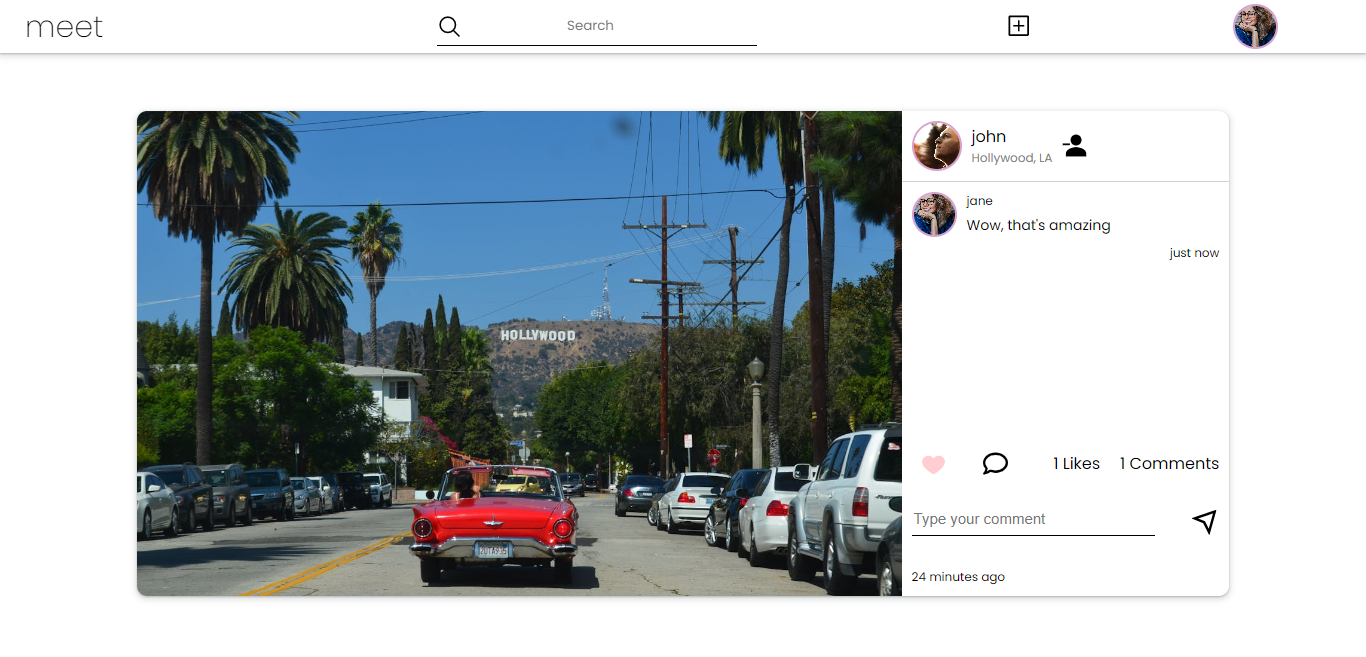 meet
Search
john
Hollywood, LA
jane
Wow, that's amazing
just now
HOLLYWOOD
1 Likes 1 Comments
Type your comment
24 minutes ago